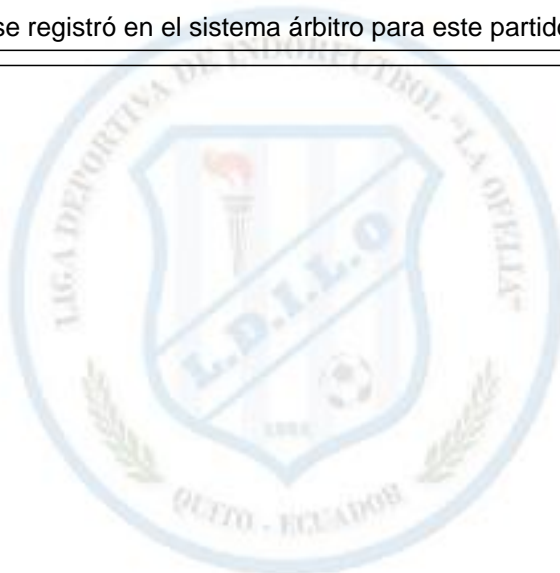 se registró en el sistema árbitro para este partido
LIGA DEPORTIVA DE INDORFUTBOL "LA OFELIA"
L.D.I.L.O
QUITO - ECUADOR